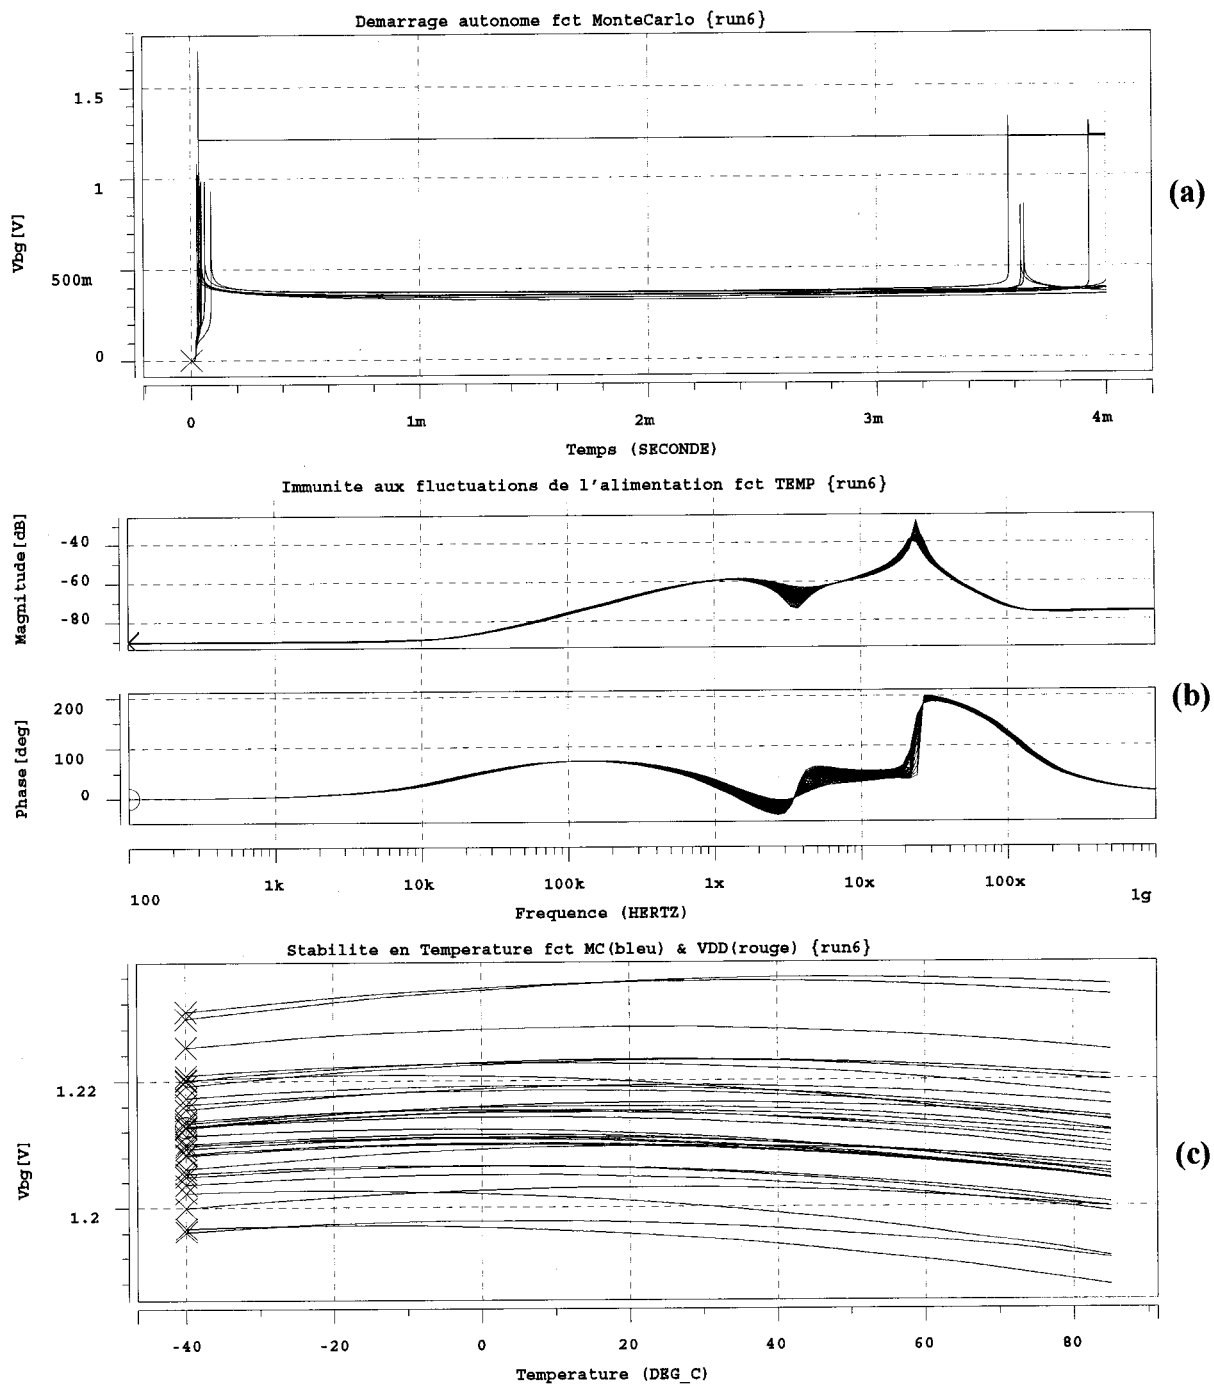 Demarrage autonome fct MonteCarlo {run6}
1.5
1
500m
0
Vbg[V]
0 1m 2m 3m 4m
Temps (SECONDE)
(a)
Immunite aux fluctuations de l'alimentation fct TEMP {run6}
Magnitude[dB]
-40
-60
-80
Phase[deg]
200
100
0
(b)
100 1k 10k 100k 1x 10x 100x 1g
Frequence (HERTZ)
Stabilite en Temperature fct MC(bleu) & VDD(rouge) {run6}
1.22
1.2
Vbg[V]
(c)
-40 -20 0 20 40 60 80
Temperature (DEG_C)